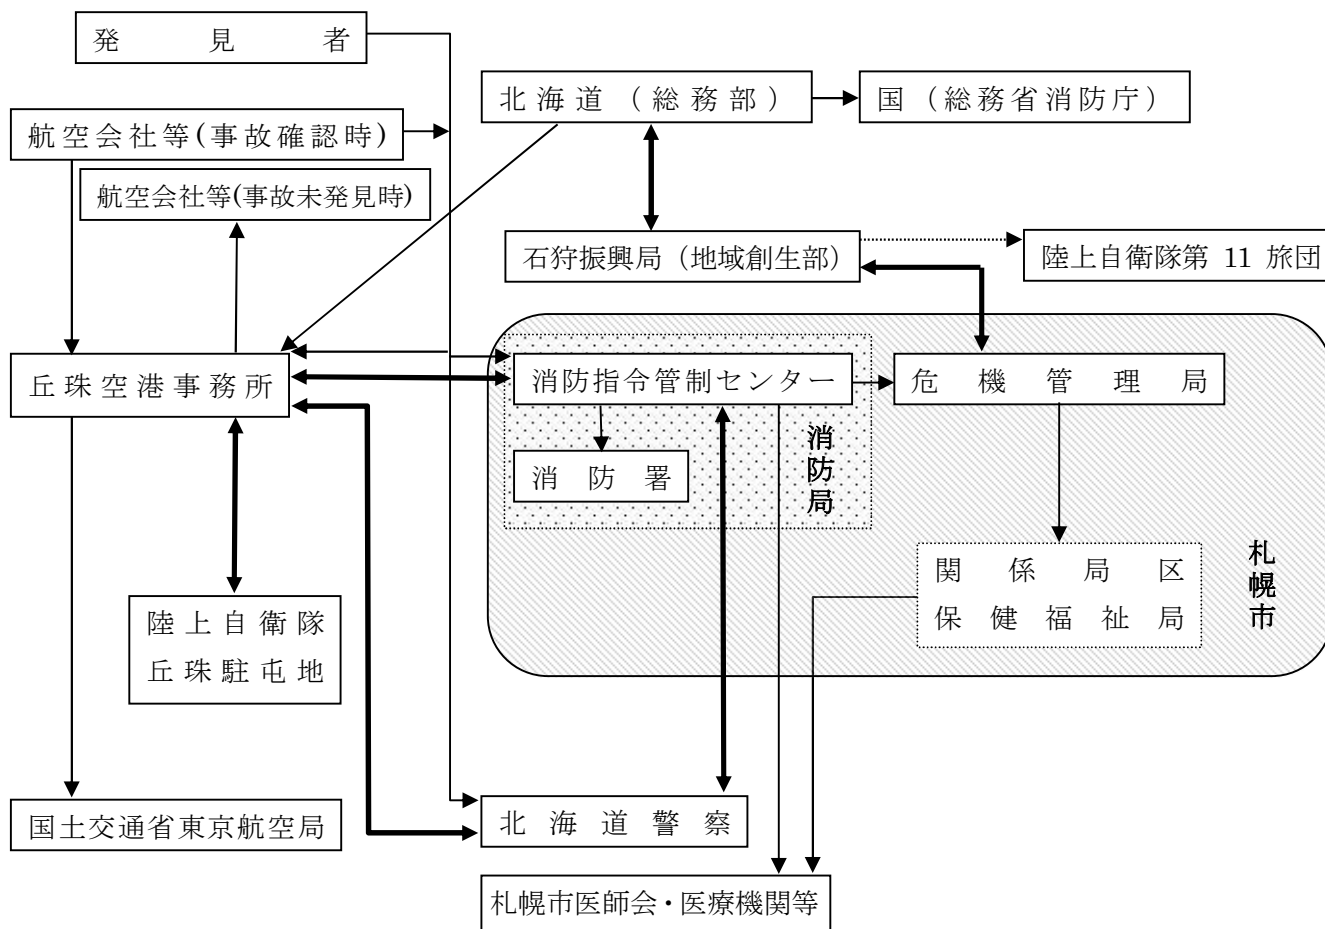 発見者
北海道（総務部）
国（総務省消防庁）
航空会社等(事故確認時)
航空会社等(事故未発見時)
石狩振興局（地域創生部）
陸上自衛隊第 11 旅団
丘珠空港事務所
消防指令管制センター
危機管理局
消防局
消防署
関係局区
保健福祉局
札幌市
陸上自衛隊
丘珠駐屯地
国土交通省東京航空局
北海道警察
札幌市医師会・医療機関等